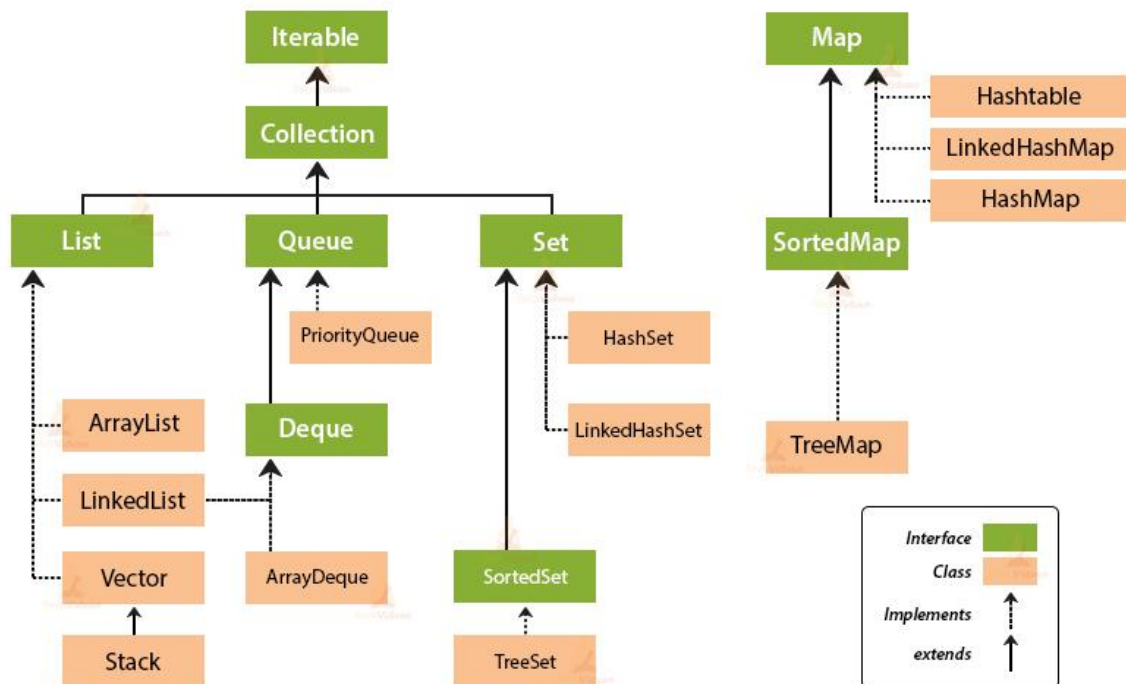 Iterable
Map
Hashtable
Collection
LinkedHashMap
HashMap
List
Queue
Set
SortedMap
PriorityQueue
HashSet
ArrayList
Deque
LinkedHashSet
TreeMap
LinkedList
Interface
Vector
ArrayDeque
SortedSet
Class
Implements
Stack
TreeSet
extends